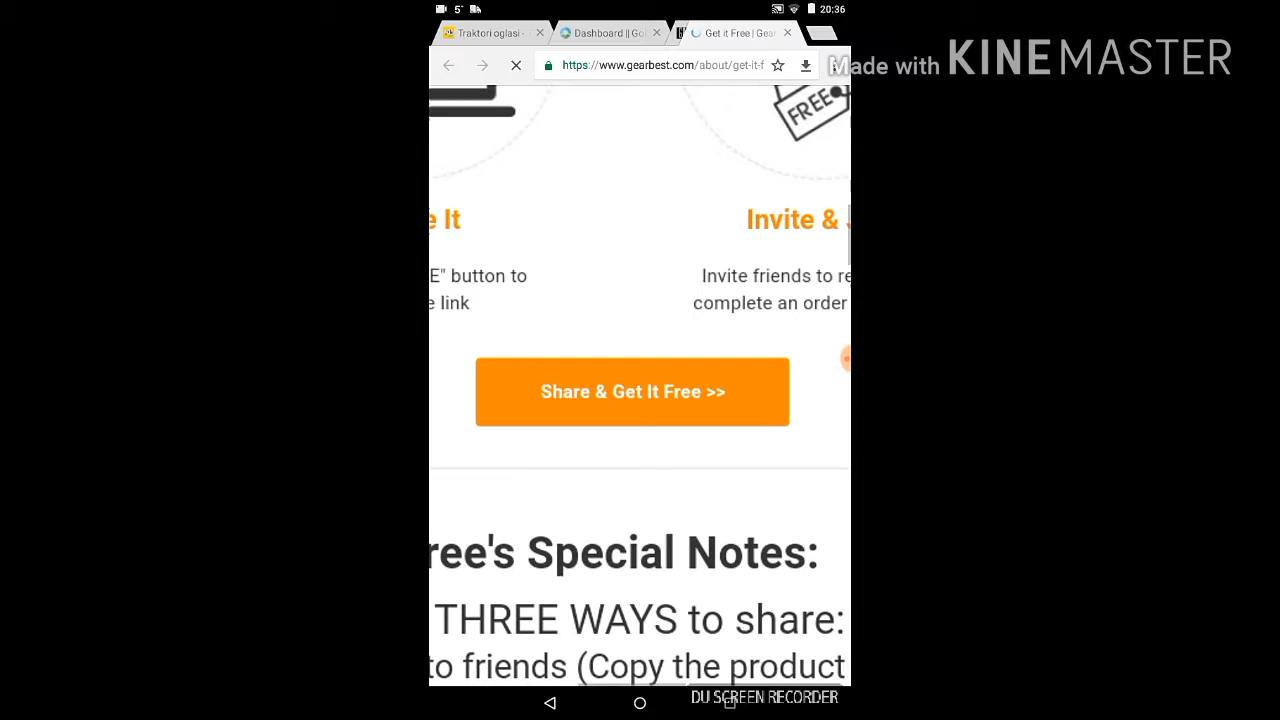 5° 20:36
Traktori oglasi - Dashboard || Gol Get it Free | Gear
https://www.gearbest.com/about/get-it-f
Made with KINEMASTER
FREE
e It Invite &
E" button to Invite friends to re
e link complete an order
Share & Get It Free >>
ree's Special Notes:
THREE WAYS to share:
to friends (Copy the product
DU SCREEN RECORDER